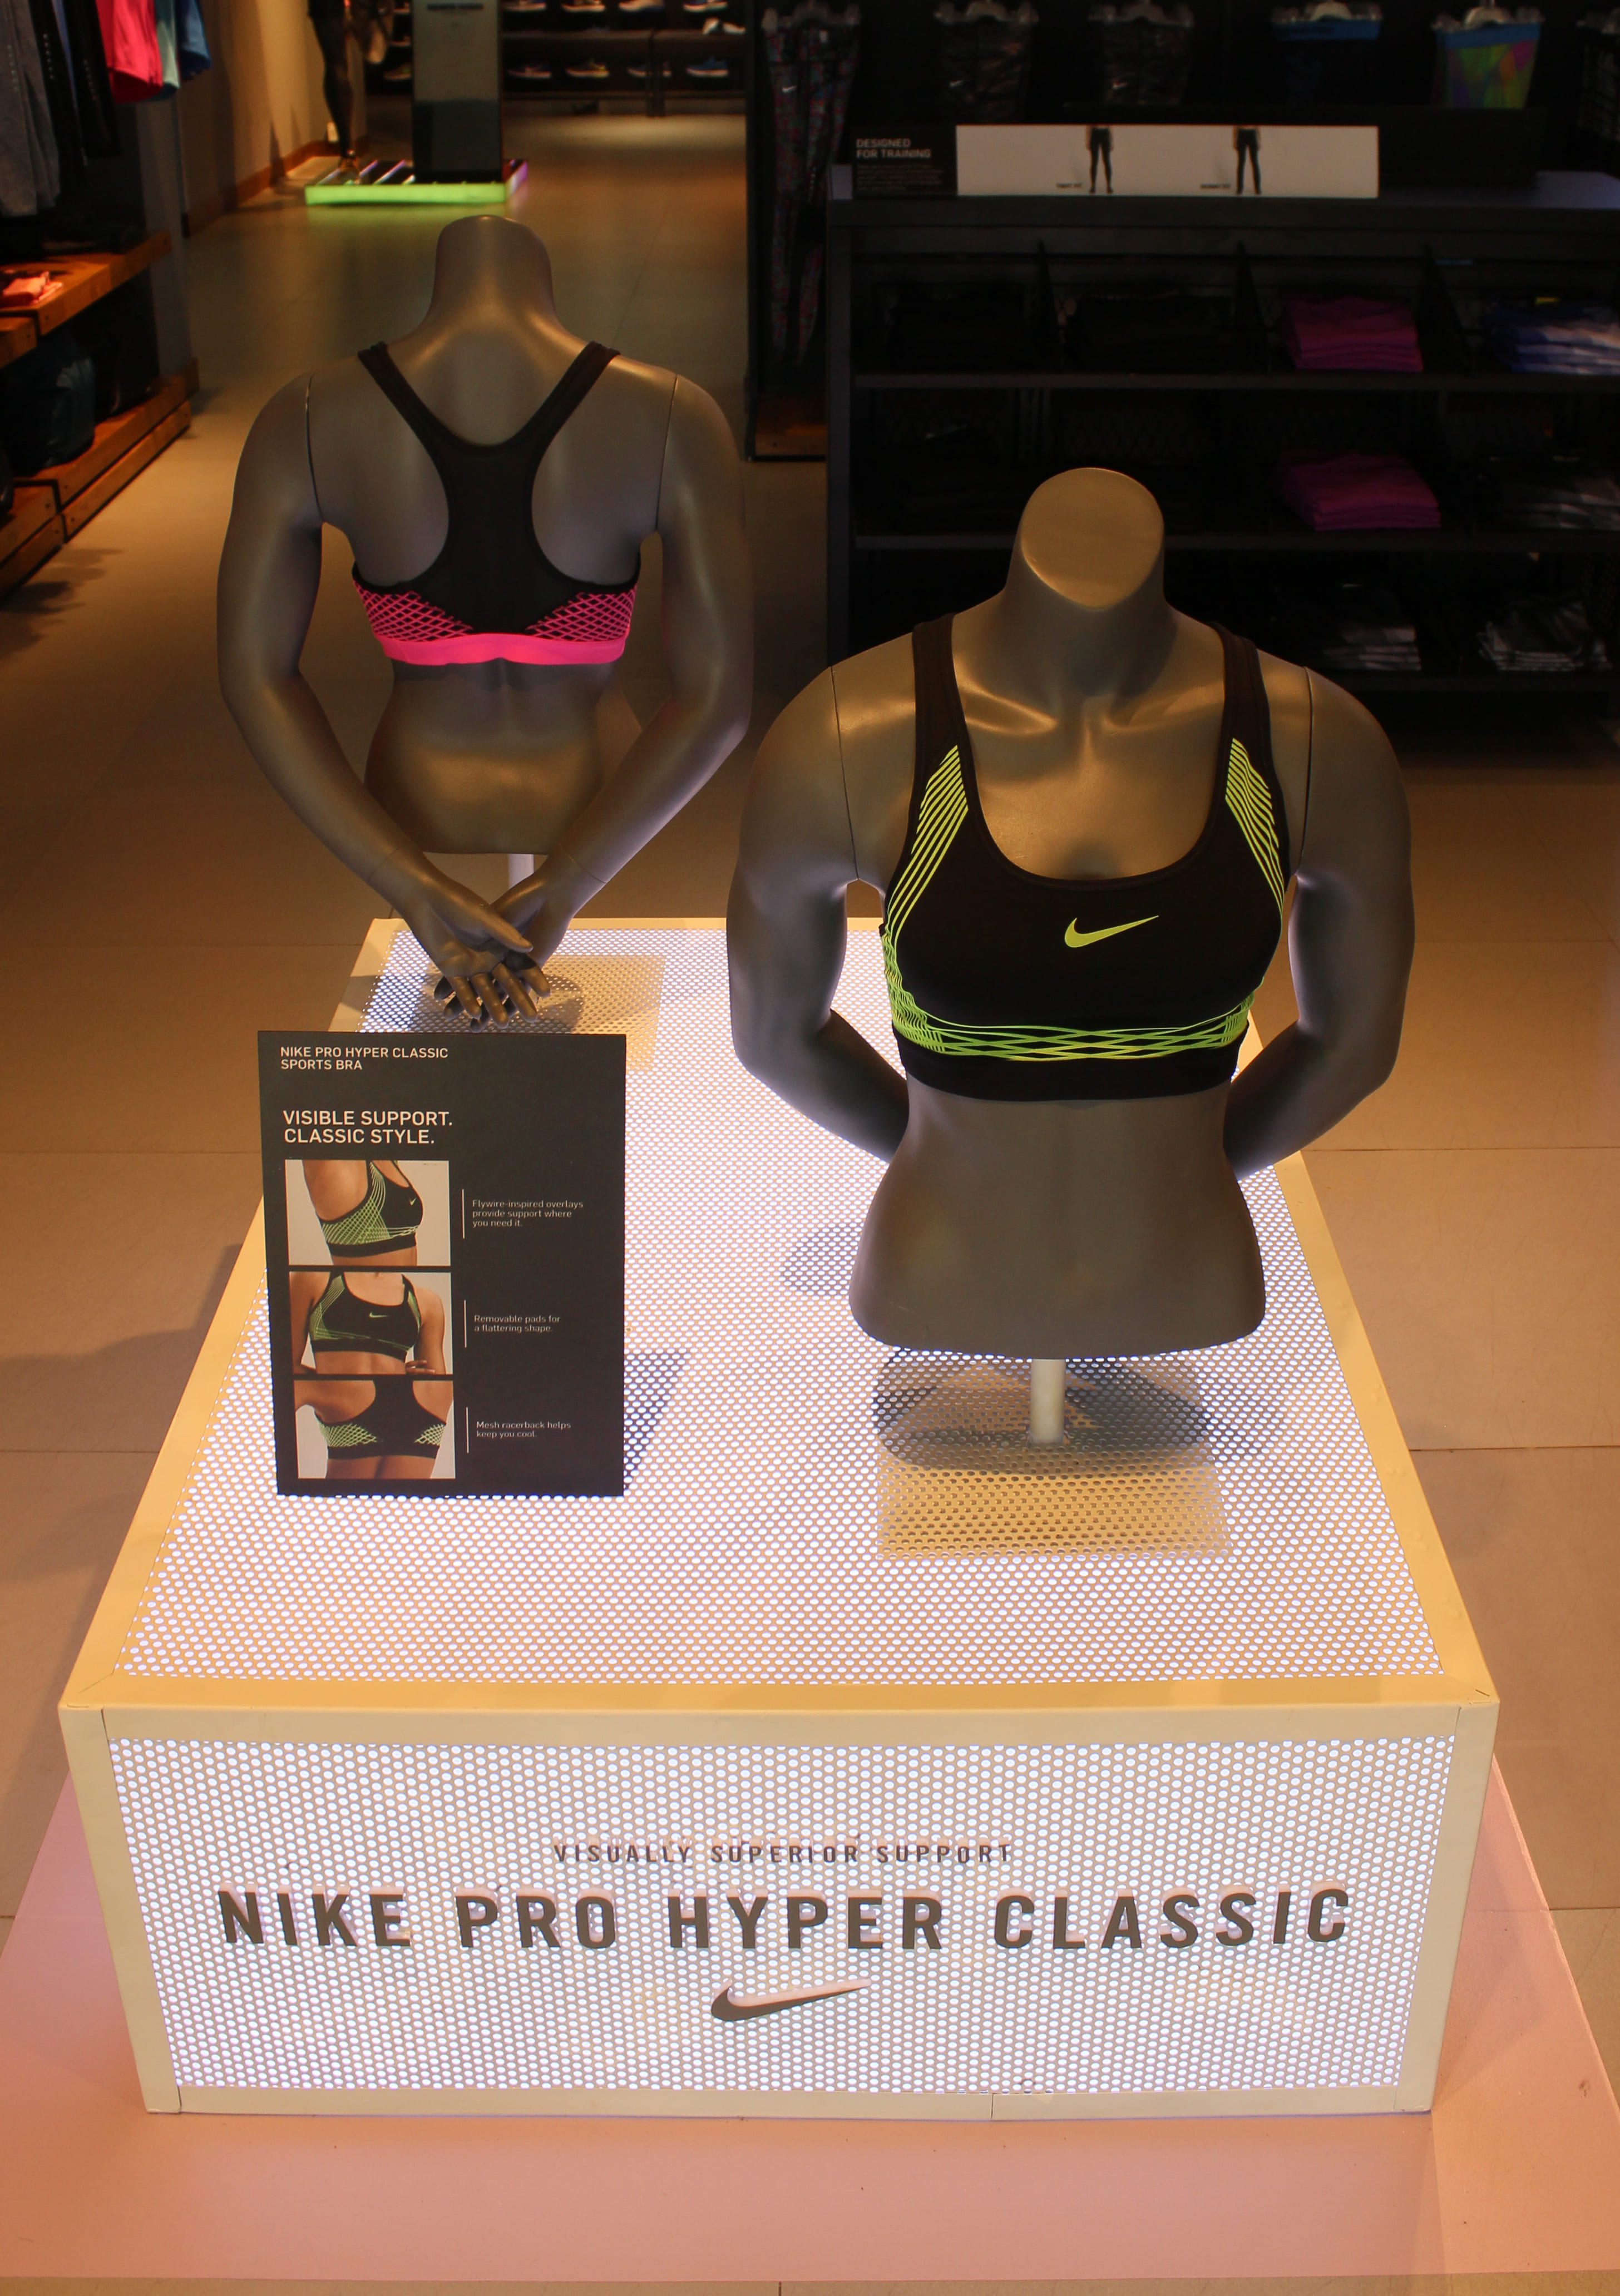 DESIGNED
FOR TRAINING
TIGHT FIT
NIKE PRO HYPER CLASSIC
SPORTS BRA
VISIBLE SUPPORT.
CLASSIC STYLE.
Flywire-inspired overlays
provide support where
you need it.
Removable pads for
a flattering shape.
Mesh racerback helps
keep you cool.
VISUALLY SUPERIOR SUPPORT
NIKE PRO HYPER CLASSIC